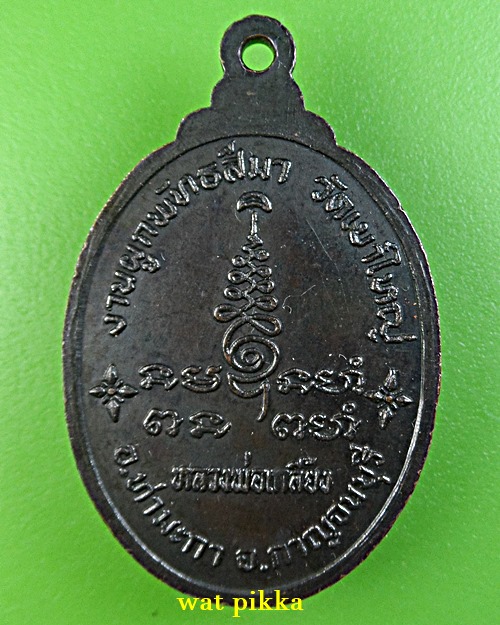 งานผูกพัทธสีมา วัดเขาใหญ่
หลวงพ่อเกลี้ยง
อ.ท่ามะกา จ.กาญจนบุรี
wat pikka